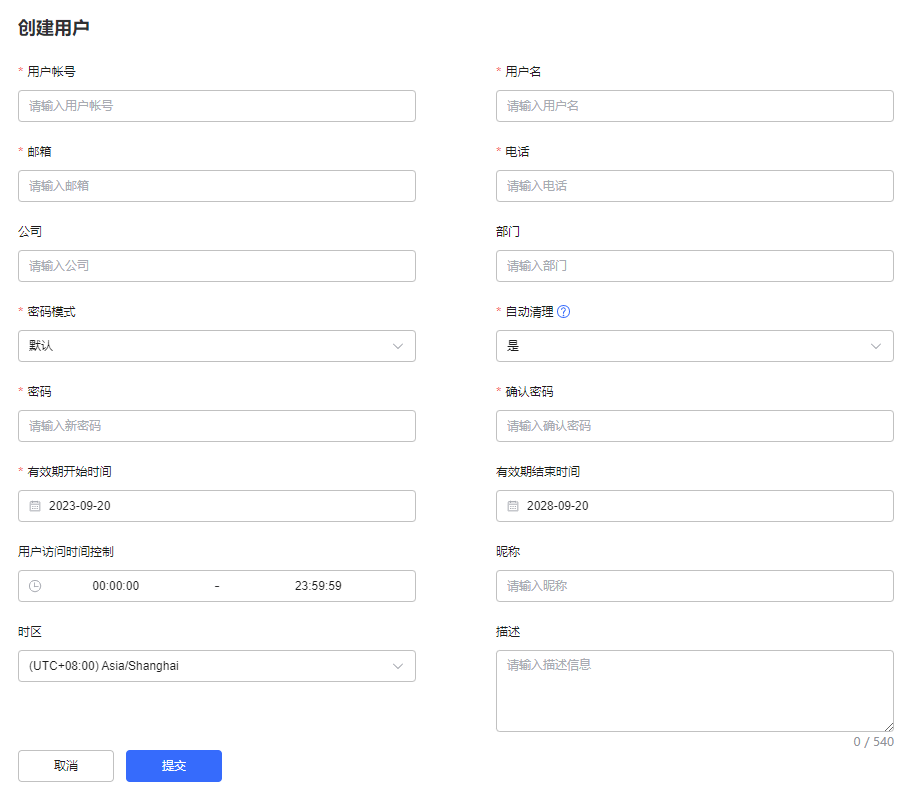 创建用户
* 用户帐号
* 用户名
请输入用户帐号
请输入用户名
* 邮箱
* 电话
请输入邮箱
请输入电话
公司
部门
请输入公司
请输入部门
* 密码模式
* 自动清理 ?
默认
是
* 密码
* 确认密码
请输入新密码
请输入确认密码
* 有效期开始时间
有效期结束时间
2023-09-20
2028-09-20
用户访问时间控制
昵称
00:00:00 - 23:59:59
请输入昵称
时区
描述
(UTC+08:00) Asia/Shanghai
请输入描述信息
0 / 540
取消
提交